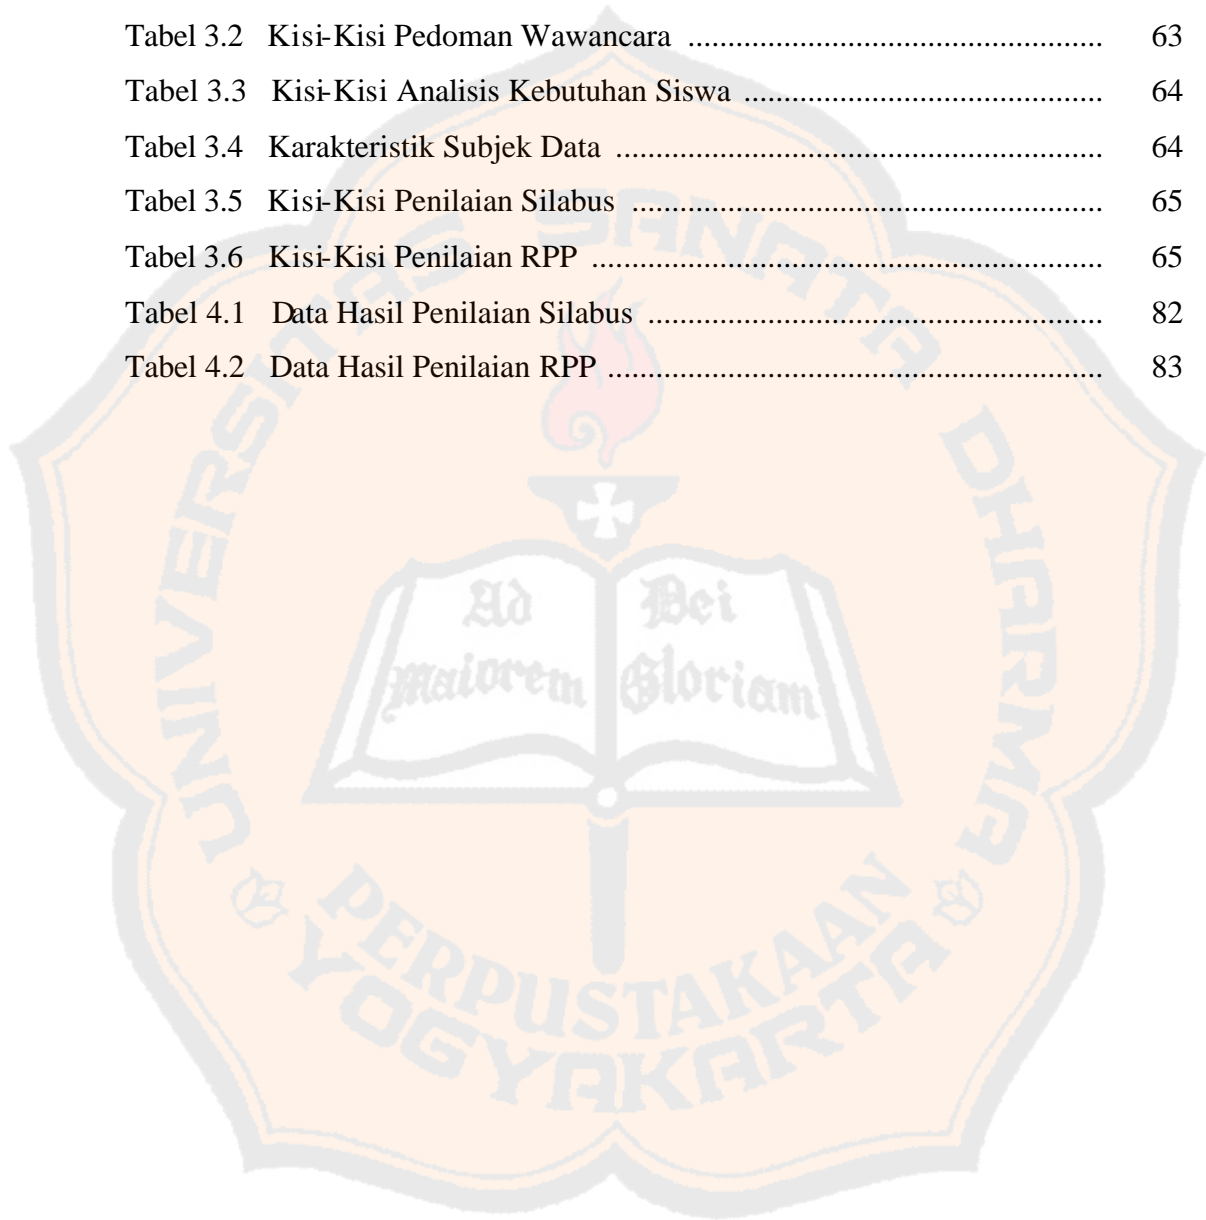 Tabel 3.2 Kisi-Kisi Pedoman Wawancara ................................................... 63
Tabel 3.3 Kisi-Kisi Analisis Kebutuhan Siswa ............................................ 64
Tabel 3.4 Karakteristik Subjek Data ............................................................ 64
Tabel 3.5 Kisi-Kisi Penilaian Silabus .......................................................... 65
Tabel 3.6 Kisi-Kisi Penilaian RPP ............................................................... 65
Tabel 4.1 Data Hasil Penilaian Silabus ........................................................ 82
Tabel 4.2 Data Hasil Penilaian RPP ............................................................. 83
UNIVERSITAS SANATA DHARMA
Ad Dei
Maiorem Gloriam
PERPUSTAKAAN
YOGYAKARTA